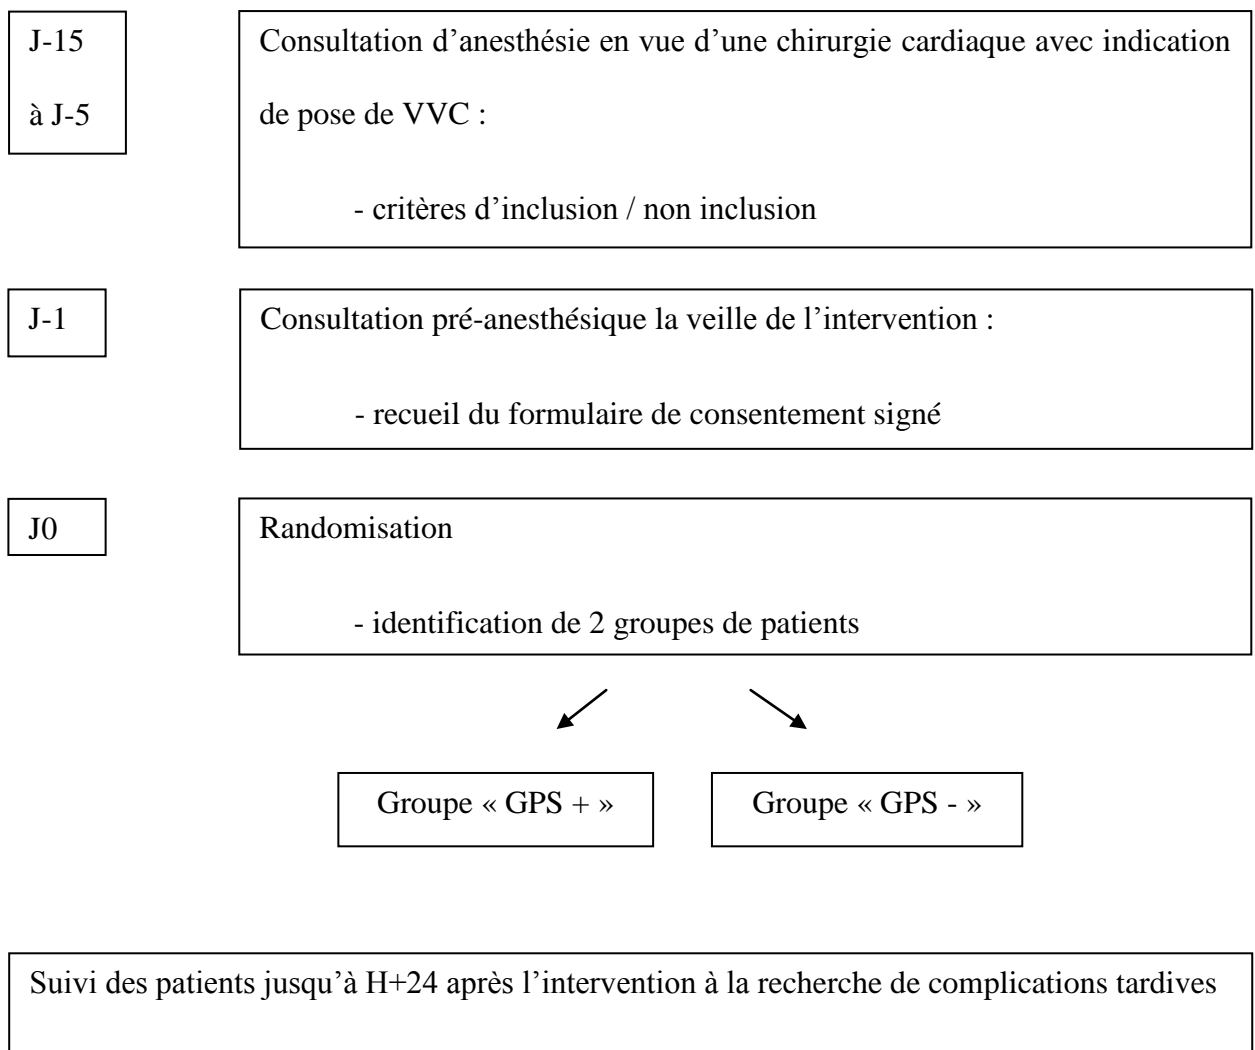 J-15
à J-5
Consultation d’anesthésie en vue d’une chirurgie cardiaque avec indication
de pose de VVC :
- critères d’inclusion / non inclusion
J-1
Consultation pré-anesthésique la veille de l’intervention :
- recueil du formulaire de consentement signé
J0
Randomisation
- identification de 2 groupes de patients
Groupe « GPS + »
Groupe « GPS - »
Suivi des patients jusqu’à H+24 après l’intervention à la recherche de complications tardives